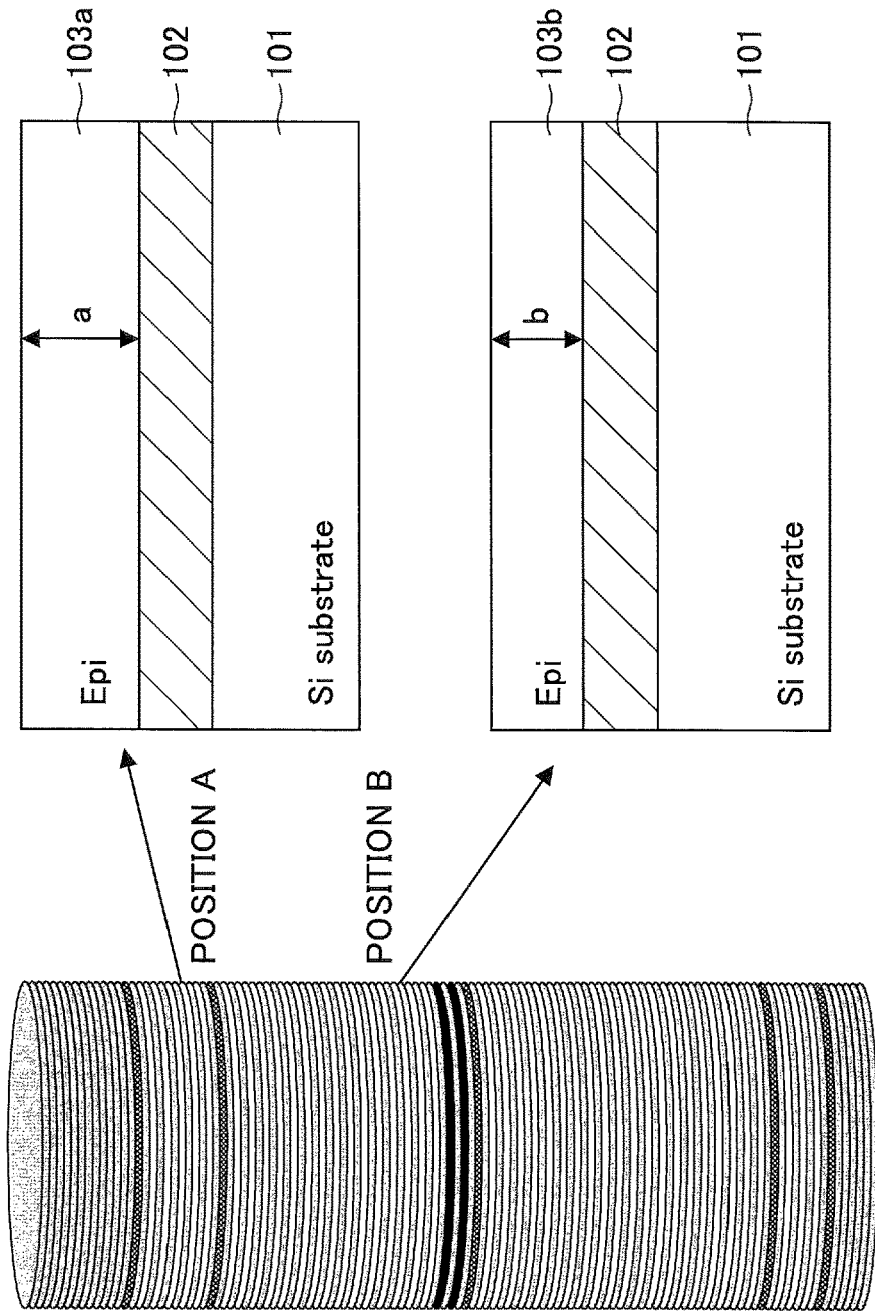 POSITION A
a
Epi
Si substrate
103a
102
101
POSITION B
b
Epi
Si substrate
103b
102
101